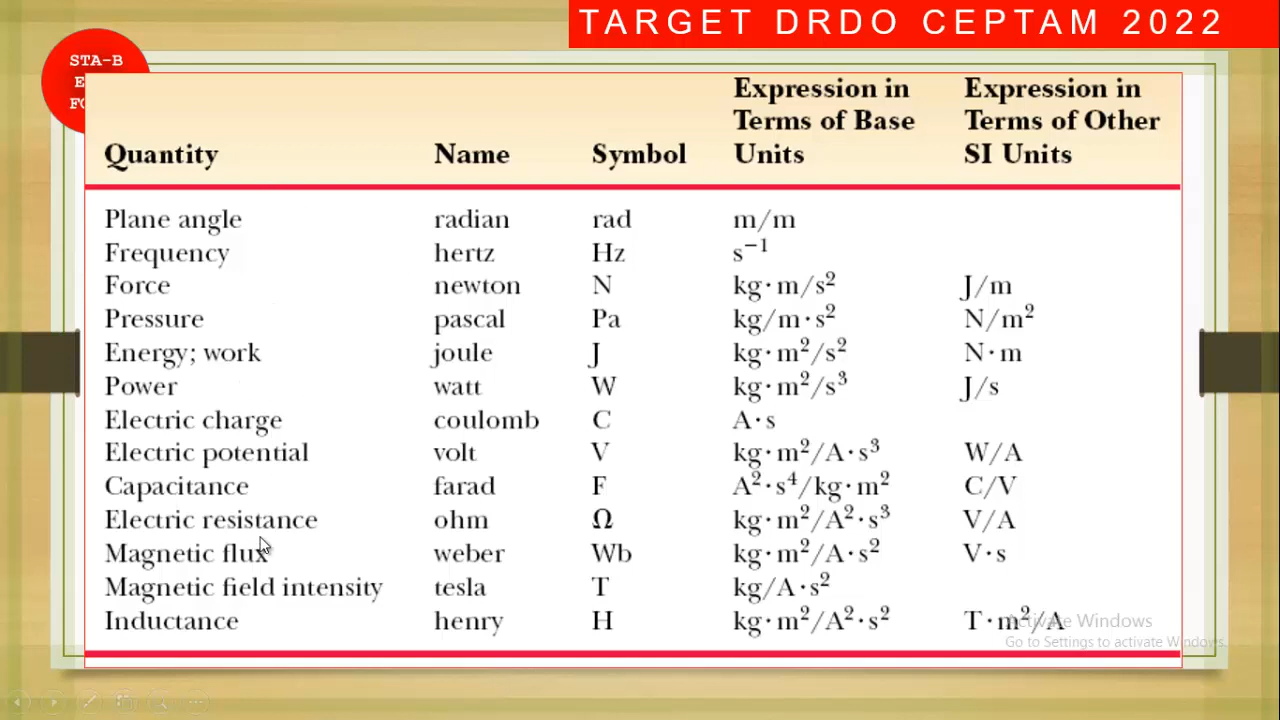 TARGET DRDO CEPTAM 2022
STA-B
E
FO
Quantity Name Symbol Expression in Terms of Base Units Expression in Terms of Other SI Units
Plane angle radian rad m/m
Frequency hertz Hz s⁻¹
Force newton N kg·m/s² J/m
Pressure pascal Pa kg/m·s² N/m²
Energy; work joule J kg·m²/s² N·m
Power watt W kg·m²/s³ J/s
Electric charge coulomb C A·s
Electric potential volt V kg·m²/A·s³ W/A
Capacitance farad F A²·s⁴/kg·m² C/V
Electric resistance ohm Ω kg·m²/A²·s³ V/A
Magnetic flux weber Wb kg·m²/A·s² V·s
Magnetic field intensity tesla T kg/A·s²
Inductance henry H kg·m²/A²·s² T·m²/A
Activate Windows
Go to Settings to activate Windows.